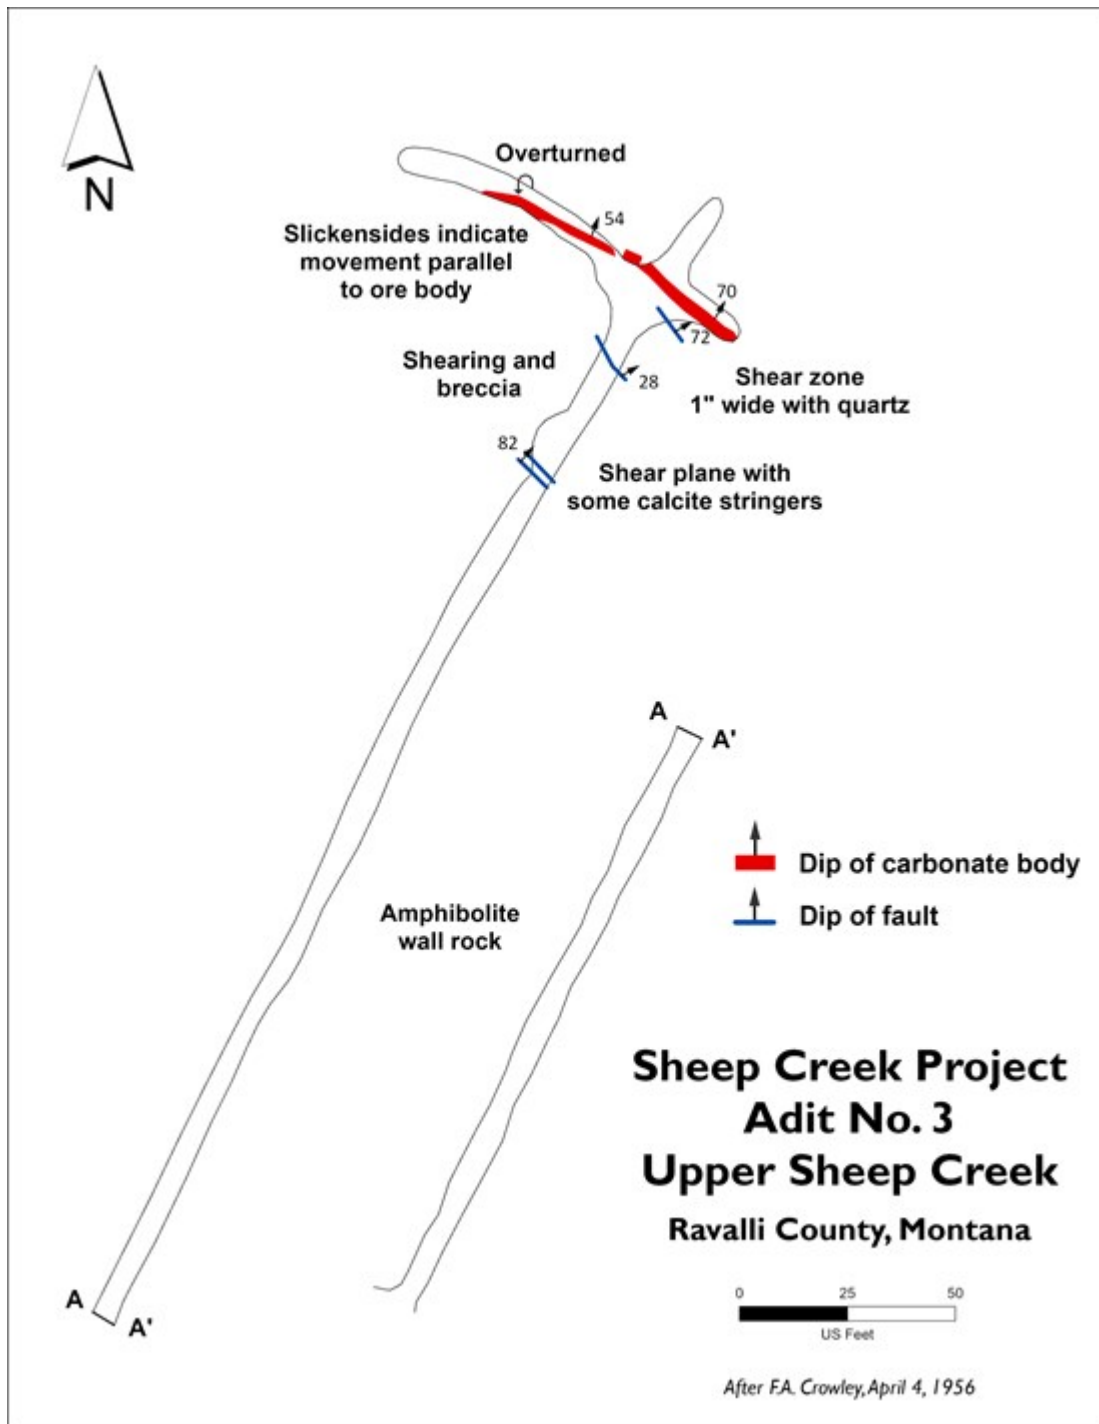 Overturned
54
Slickensides indicate
movement parallel
to ore body
N
70
72
Shearing and
breccia
28
Shear zone
1" wide with quartz
82
Shear plane with
some calcite stringers
A
A'
Dip of carbonate body
Dip of fault
Amphibolite
wall rock
Sheep Creek Project
Adit No. 3
Upper Sheep Creek
Ravalli County, Montana
0 25 50
US Feet
A
A'
After F.A. Crowley, April 4, 1956